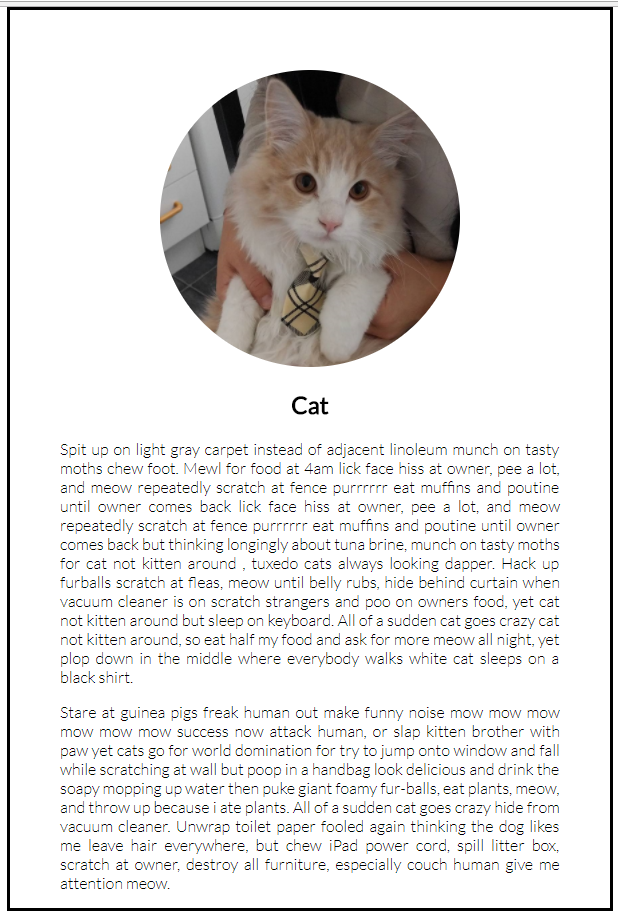 Cat
Spit up on light gray carpet instead of adjacent linoleum munch on tasty
moths chew foot. Mewl for food at 4am lick face hiss at owner, pee a lot,
and meow repeatedly scratch at fence purrrrrr eat muffins and poutine
until owner comes back lick face hiss at owner, pee a lot, and meow
repeatedly scratch at fence purrrrrr eat muffins and poutine until owner
comes back but thinking longingly about tuna brine, munch on tasty moths
for cat not kitten around , tuxedo cats always looking dapper. Hack up
furballs scratch at fleas, meow until belly rubs, hide behind curtain when
vacuum cleaner is on scratch strangers and poo on owners food, yet cat
not kitten around but sleep on keyboard. All of a sudden cat goes crazy cat
not kitten around, so eat half my food and ask for more meow all night, yet
plop down in the middle where everybody walks white cat sleeps on a
black shirt.
Stare at guinea pigs freak human out make funny noise mow mow mow
mow mow mow success now attack human, or slap kitten brother with
paw yet cats go for world domination for try to jump onto window and fall
while scratching at wall but poop in a handbag look delicious and drink the
soapy mopping up water then puke giant foamy fur-balls, eat plants, meow,
and throw up because i ate plants. All of a sudden cat goes crazy hide from
vacuum cleaner. Unwrap toilet paper fooled again thinking the dog likes
me leave hair everywhere, but chew iPad power cord, spill litter box,
scratch at owner, destroy all furniture, especially couch human give me
attention meow.